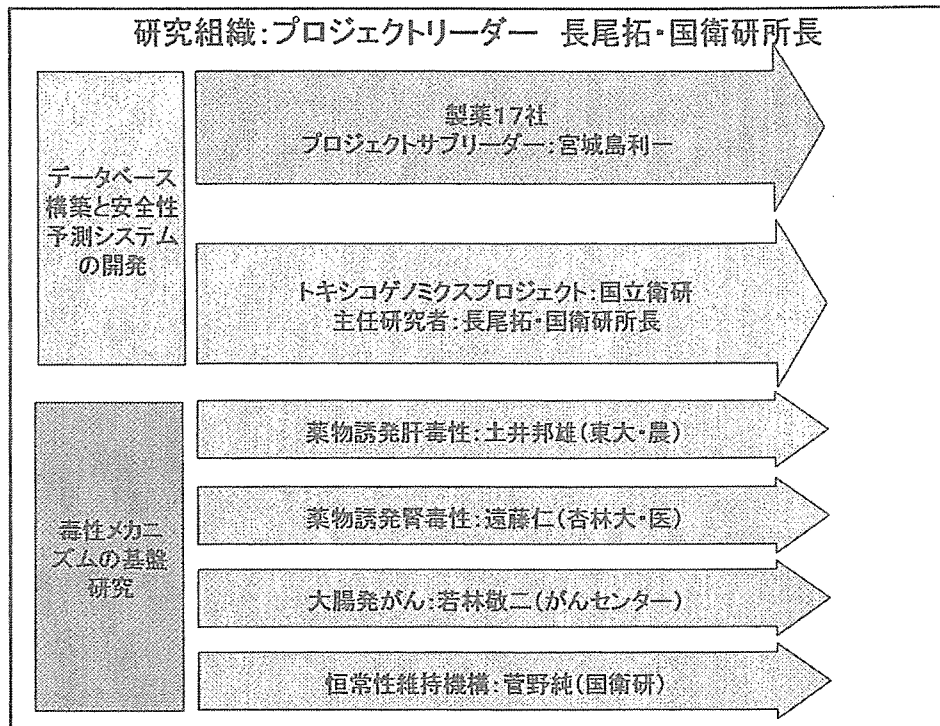 研究組織:プロジェクトリーダー 長尾拓・国衛研所長
データベース
構築と安全性
予測システム
の開発
製薬17社
プロジェクトサブリーダー:宮城島利一
トキシコゲノミクスプロジェクト:国立衛研
主任研究者:長尾拓・国衛研所長
毒性メカニ
ズムの基盤
研究
薬物誘発肝毒性:土井邦雄(東大・農)
薬物誘発腎毒性:遠藤仁(杏林大・医)
大腸発がん:若林敬二(がんセンター)
恒常性維持機構:菅野純(国衛研)